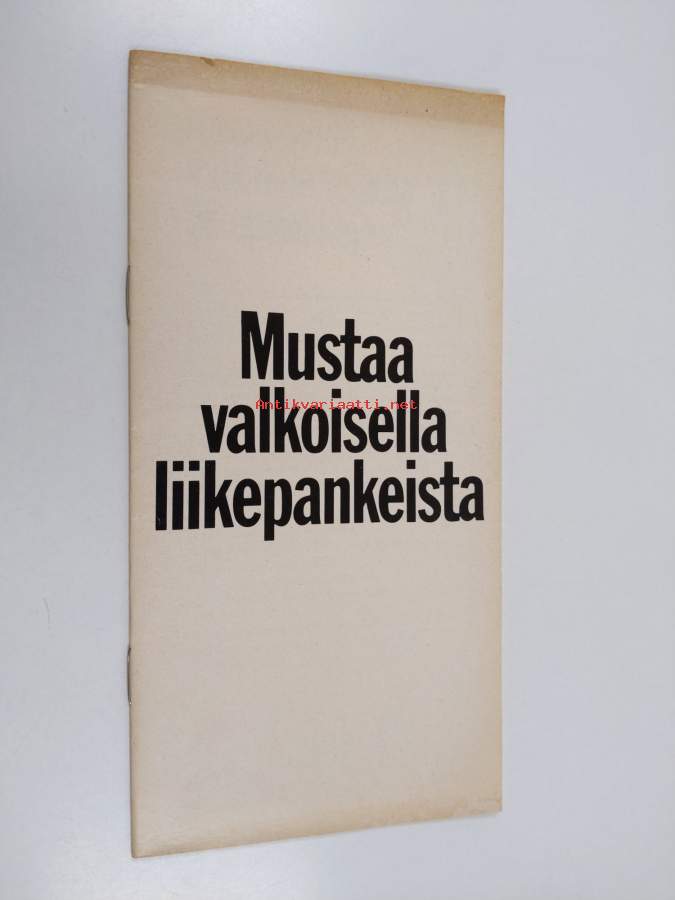 Mustaa
Antikvariaatti.net
valkoisella
liikepankeista